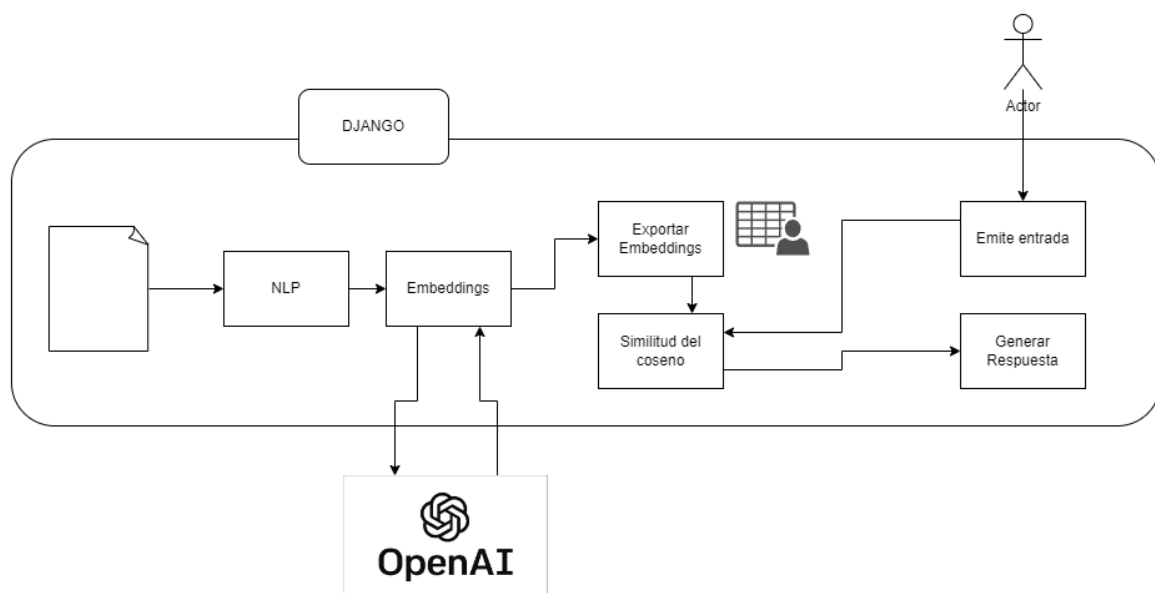 Actor
DJANGO
Exportar
Embeddings
Emite entrada
NLP
Embeddings
Similitud del
coseno
Generar
Respuesta
OpenAI